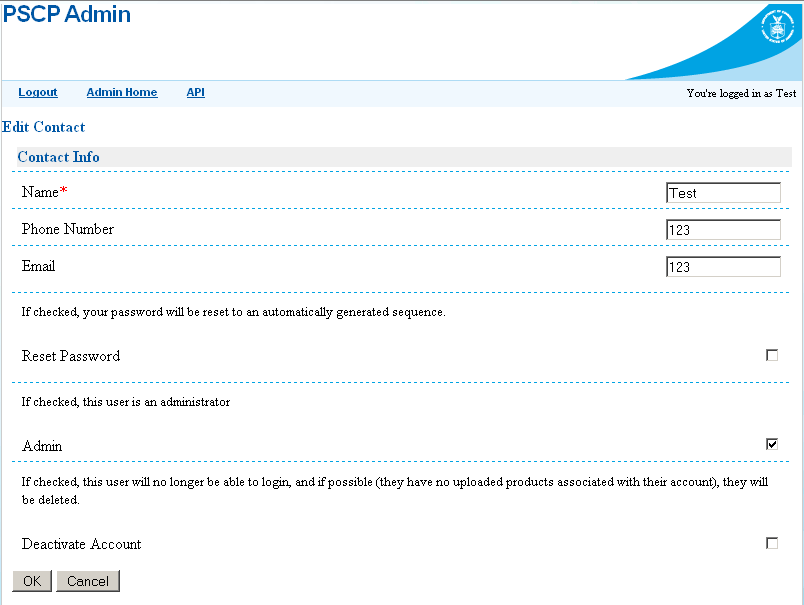 PSCP Admin
Logout Admin Home API
You're logged in as Test
Edit Contact
Contact Info
Name* Test
Phone Number 123
Email 123
If checked, your password will be reset to an automatically generated sequence.
Reset Password
If checked, this user is an administrator
Admin
If checked, this user will no longer be able to login, and if possible (they have no uploaded products associated with their account), they will
be deleted.
Deactivate Account
OK Cancel